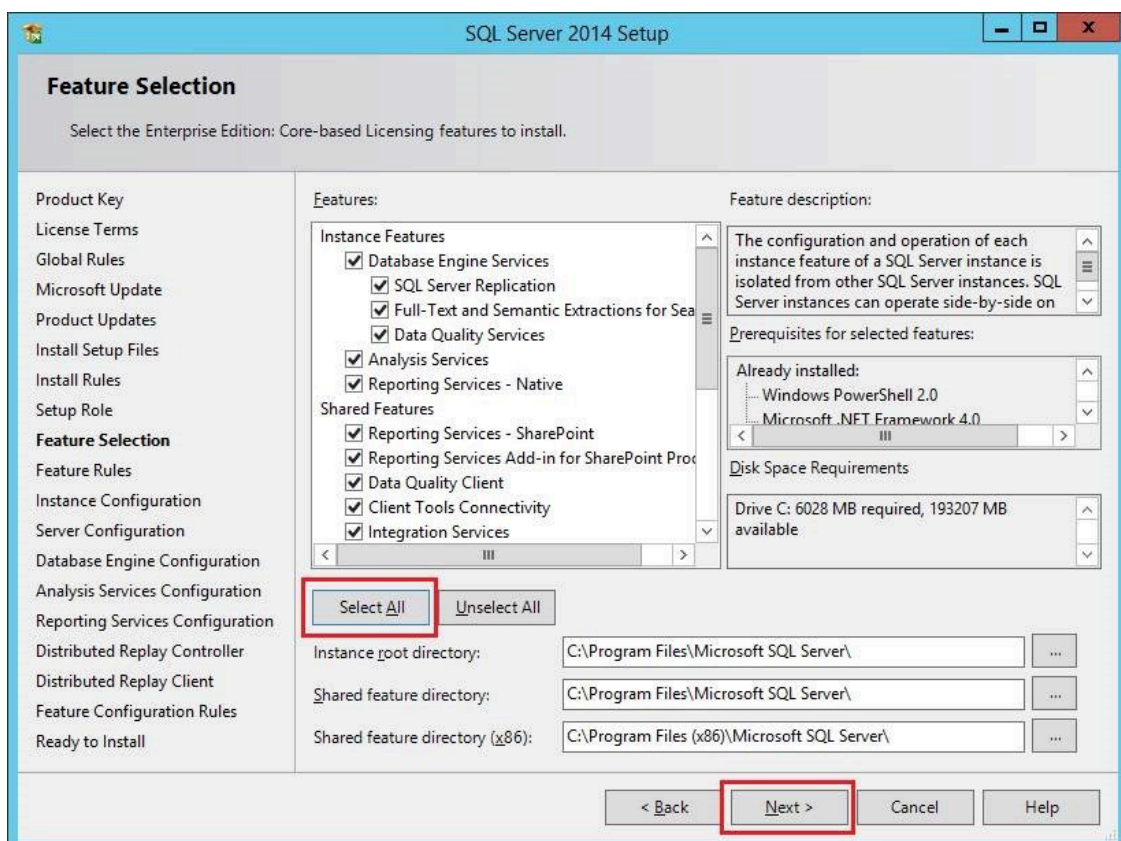 SQL Server 2014 Setup
Feature Selection
Select the Enterprise Edition: Core-based Licensing features to install.
Product Key
License Terms
Global Rules
Microsoft Update
Product Updates
Install Setup Files
Install Rules
Setup Role
Feature Selection
Feature Rules
Instance Configuration
Server Configuration
Database Engine Configuration
Analysis Services Configuration
Reporting Services Configuration
Distributed Replay Controller
Distributed Replay Client
Feature Configuration Rules
Ready to Install
Features:
Instance Features
Database Engine Services
SQL Server Replication
Full-Text and Semantic Extractions for Sea
Data Quality Services
Analysis Services
Reporting Services - Native
Shared Features
Reporting Services - SharePoint
Reporting Services Add-in for SharePoint Proc
Data Quality Client
Client Tools Connectivity
Integration Services
Feature description:
The configuration and operation of each
instance feature of a SQL Server instance is
isolated from other SQL Server instances. SQL
Server instances can operate side-by-side on
Prerequisites for selected features:
Already installed:
Windows PowerShell 2.0
Microsoft .NET Framework 4.0
Disk Space Requirements
Drive C: 6028 MB required, 193207 MB
available
Select All
Unselect All
Instance root directory:
C:\Program Files\Microsoft SQL Server\
...
Shared feature directory:
C:\Program Files\Microsoft SQL Server\
...
Shared feature directory (x86):
C:\Program Files (x86)\Microsoft SQL Server\
...
< Back
Next >
Cancel
Help